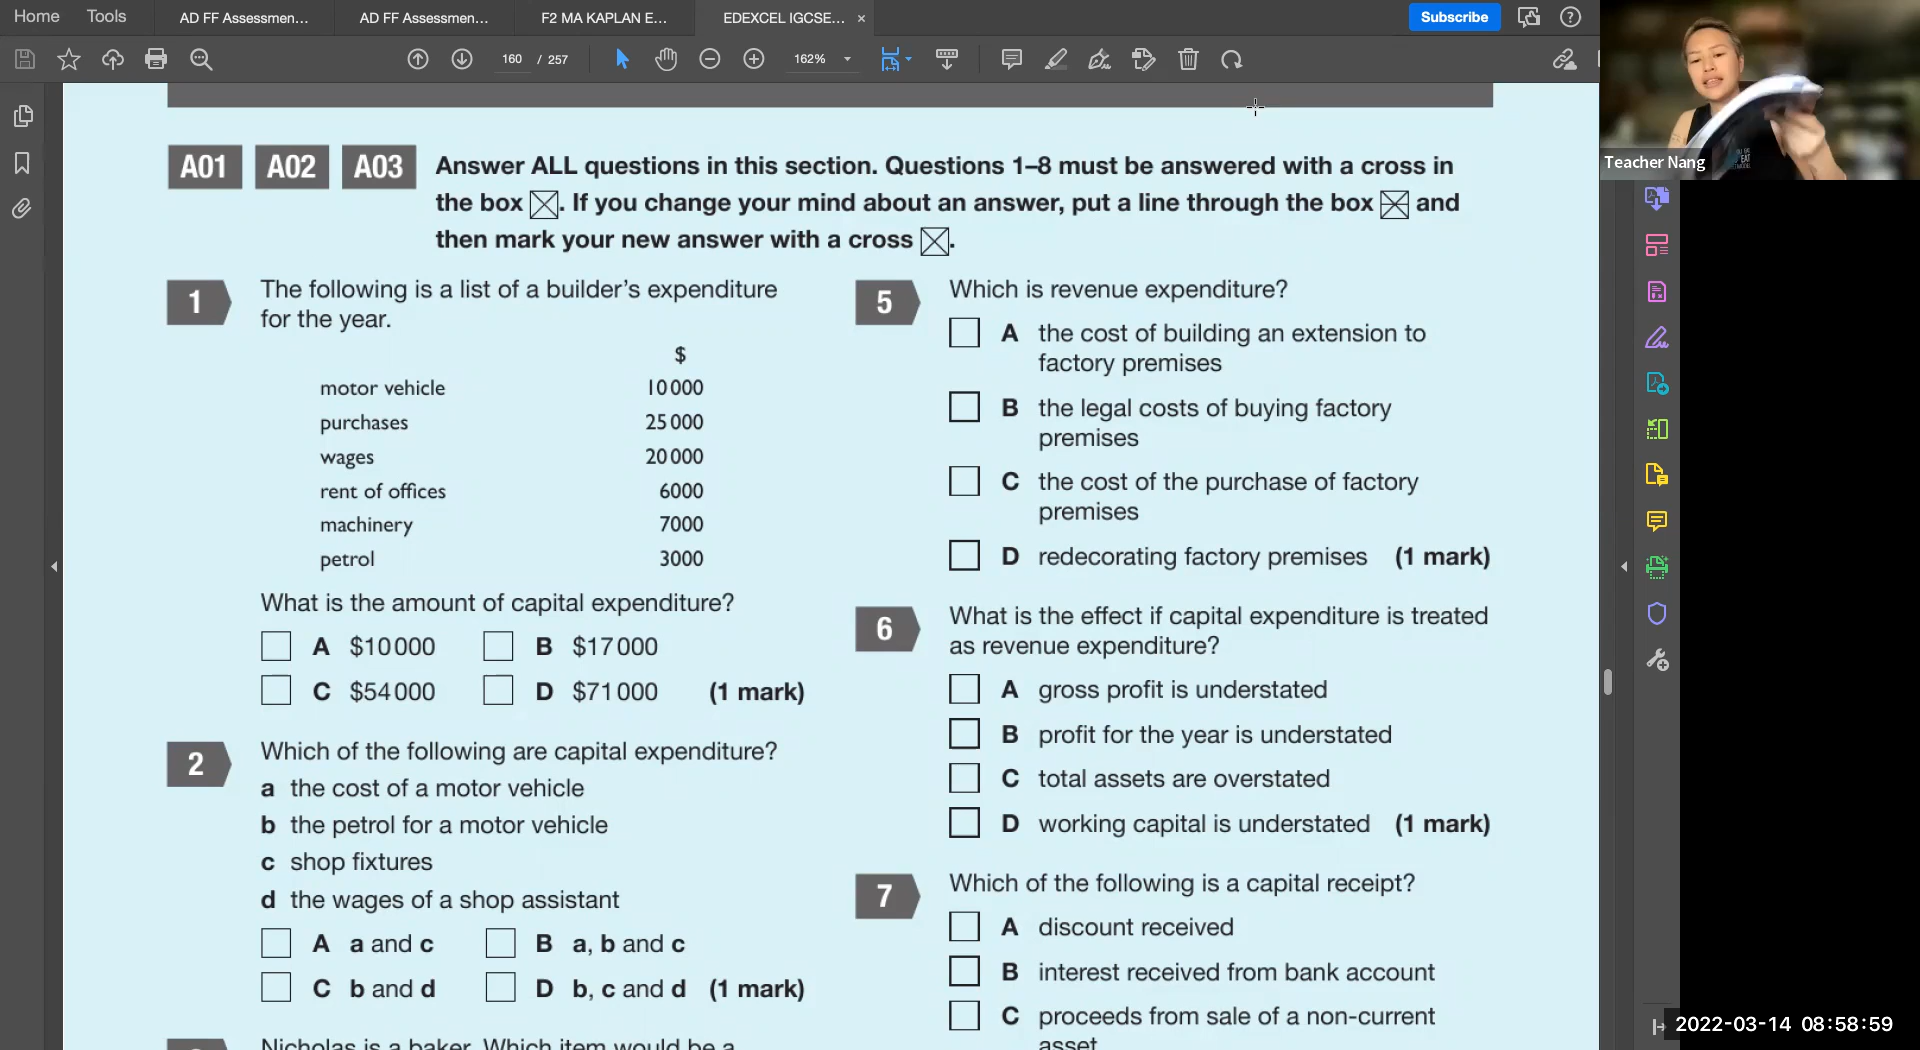 Home Tools AD FF Assessmen... AD FF Assessmen... F2 MA KAPLAN E... EDEXCEL IGCSE... × Subscribe
160 / 257 162%
Teacher Nang
A01 A02 A03 Answer ALL questions in this section. Questions 1–8 must be answered with a cross in
the box ☒. If you change your mind about an answer, put a line through the box and
then mark your new answer with a cross ☒.
1 The following is a list of a builder's expenditure
for the year.
$
motor vehicle 10000
purchases 25000
wages 20000
rent of offices 6000
machinery 7000
petrol 3000
What is the amount of capital expenditure?
A $10000 B $17000
C $54000 D $71000 (1 mark)
2 Which of the following are capital expenditure?
a the cost of a motor vehicle
b the petrol for a motor vehicle
c shop fixtures
d the wages of a shop assistant
A a and c B a, b and c
C b and d D b, c and d (1 mark)
Nicholas is a baker. Which item would be a
5 Which is revenue expenditure?
A the cost of building an extension to
factory premises
B the legal costs of buying factory
premises
C the cost of the purchase of factory
premises
D redecorating factory premises (1 mark)
6 What is the effect if capital expenditure is treated
as revenue expenditure?
A gross profit is understated
B profit for the year is understated
C total assets are overstated
D working capital is understated (1 mark)
7 Which of the following is a capital receipt?
A discount received
B interest received from bank account
C proceeds from sale of a non-current
asset
2022-03-14 08:58:59